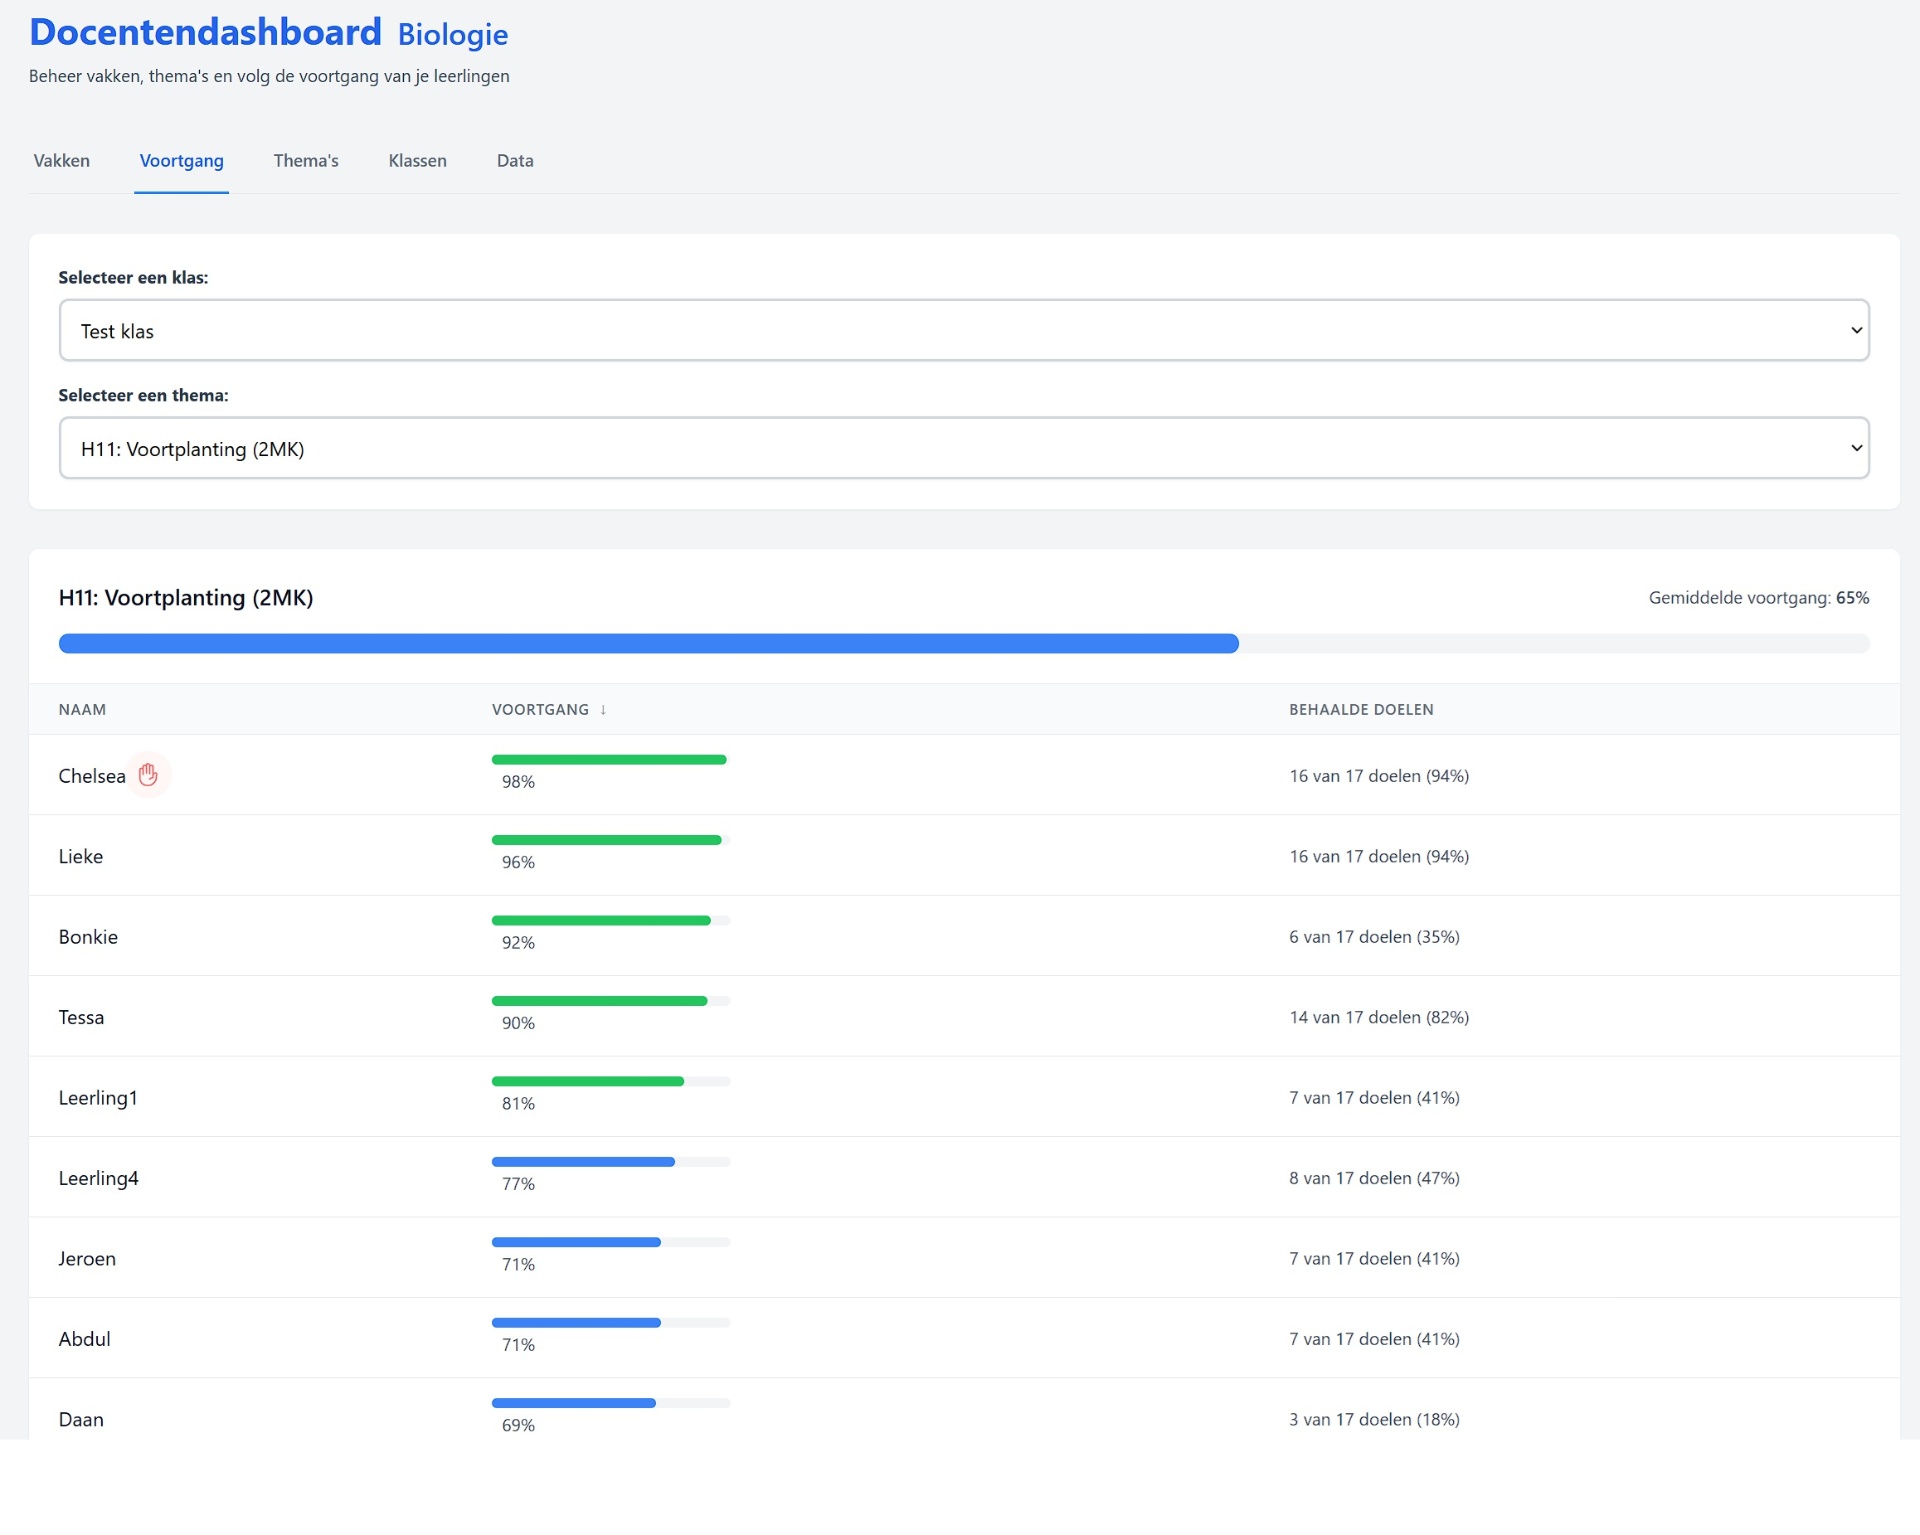 Docentendashboard Biologie
Beheer vakken, thema's en volg de voortgang van je leerlingen
Vakken Voortgang Thema's Klassen Data
Selecteer een klas:
Test klas
Selecteer een thema:
H11: Voortplanting (2MK)
H11: Voortplanting (2MK) Gemiddelde voortgang: 65%
NAAM VOORTGANG ↓ BEHAALDE DOELEN
Chelsea 98% 16 van 17 doelen (94%)
Lieke 96% 16 van 17 doelen (94%)
Bonkie 92% 6 van 17 doelen (35%)
Tessa 90% 14 van 17 doelen (82%)
Leerling1 81% 7 van 17 doelen (41%)
Leerling4 77% 8 van 17 doelen (47%)
Jeroen 71% 7 van 17 doelen (41%)
Abdul 71% 7 van 17 doelen (41%)
Daan 69% 3 van 17 doelen (18%)